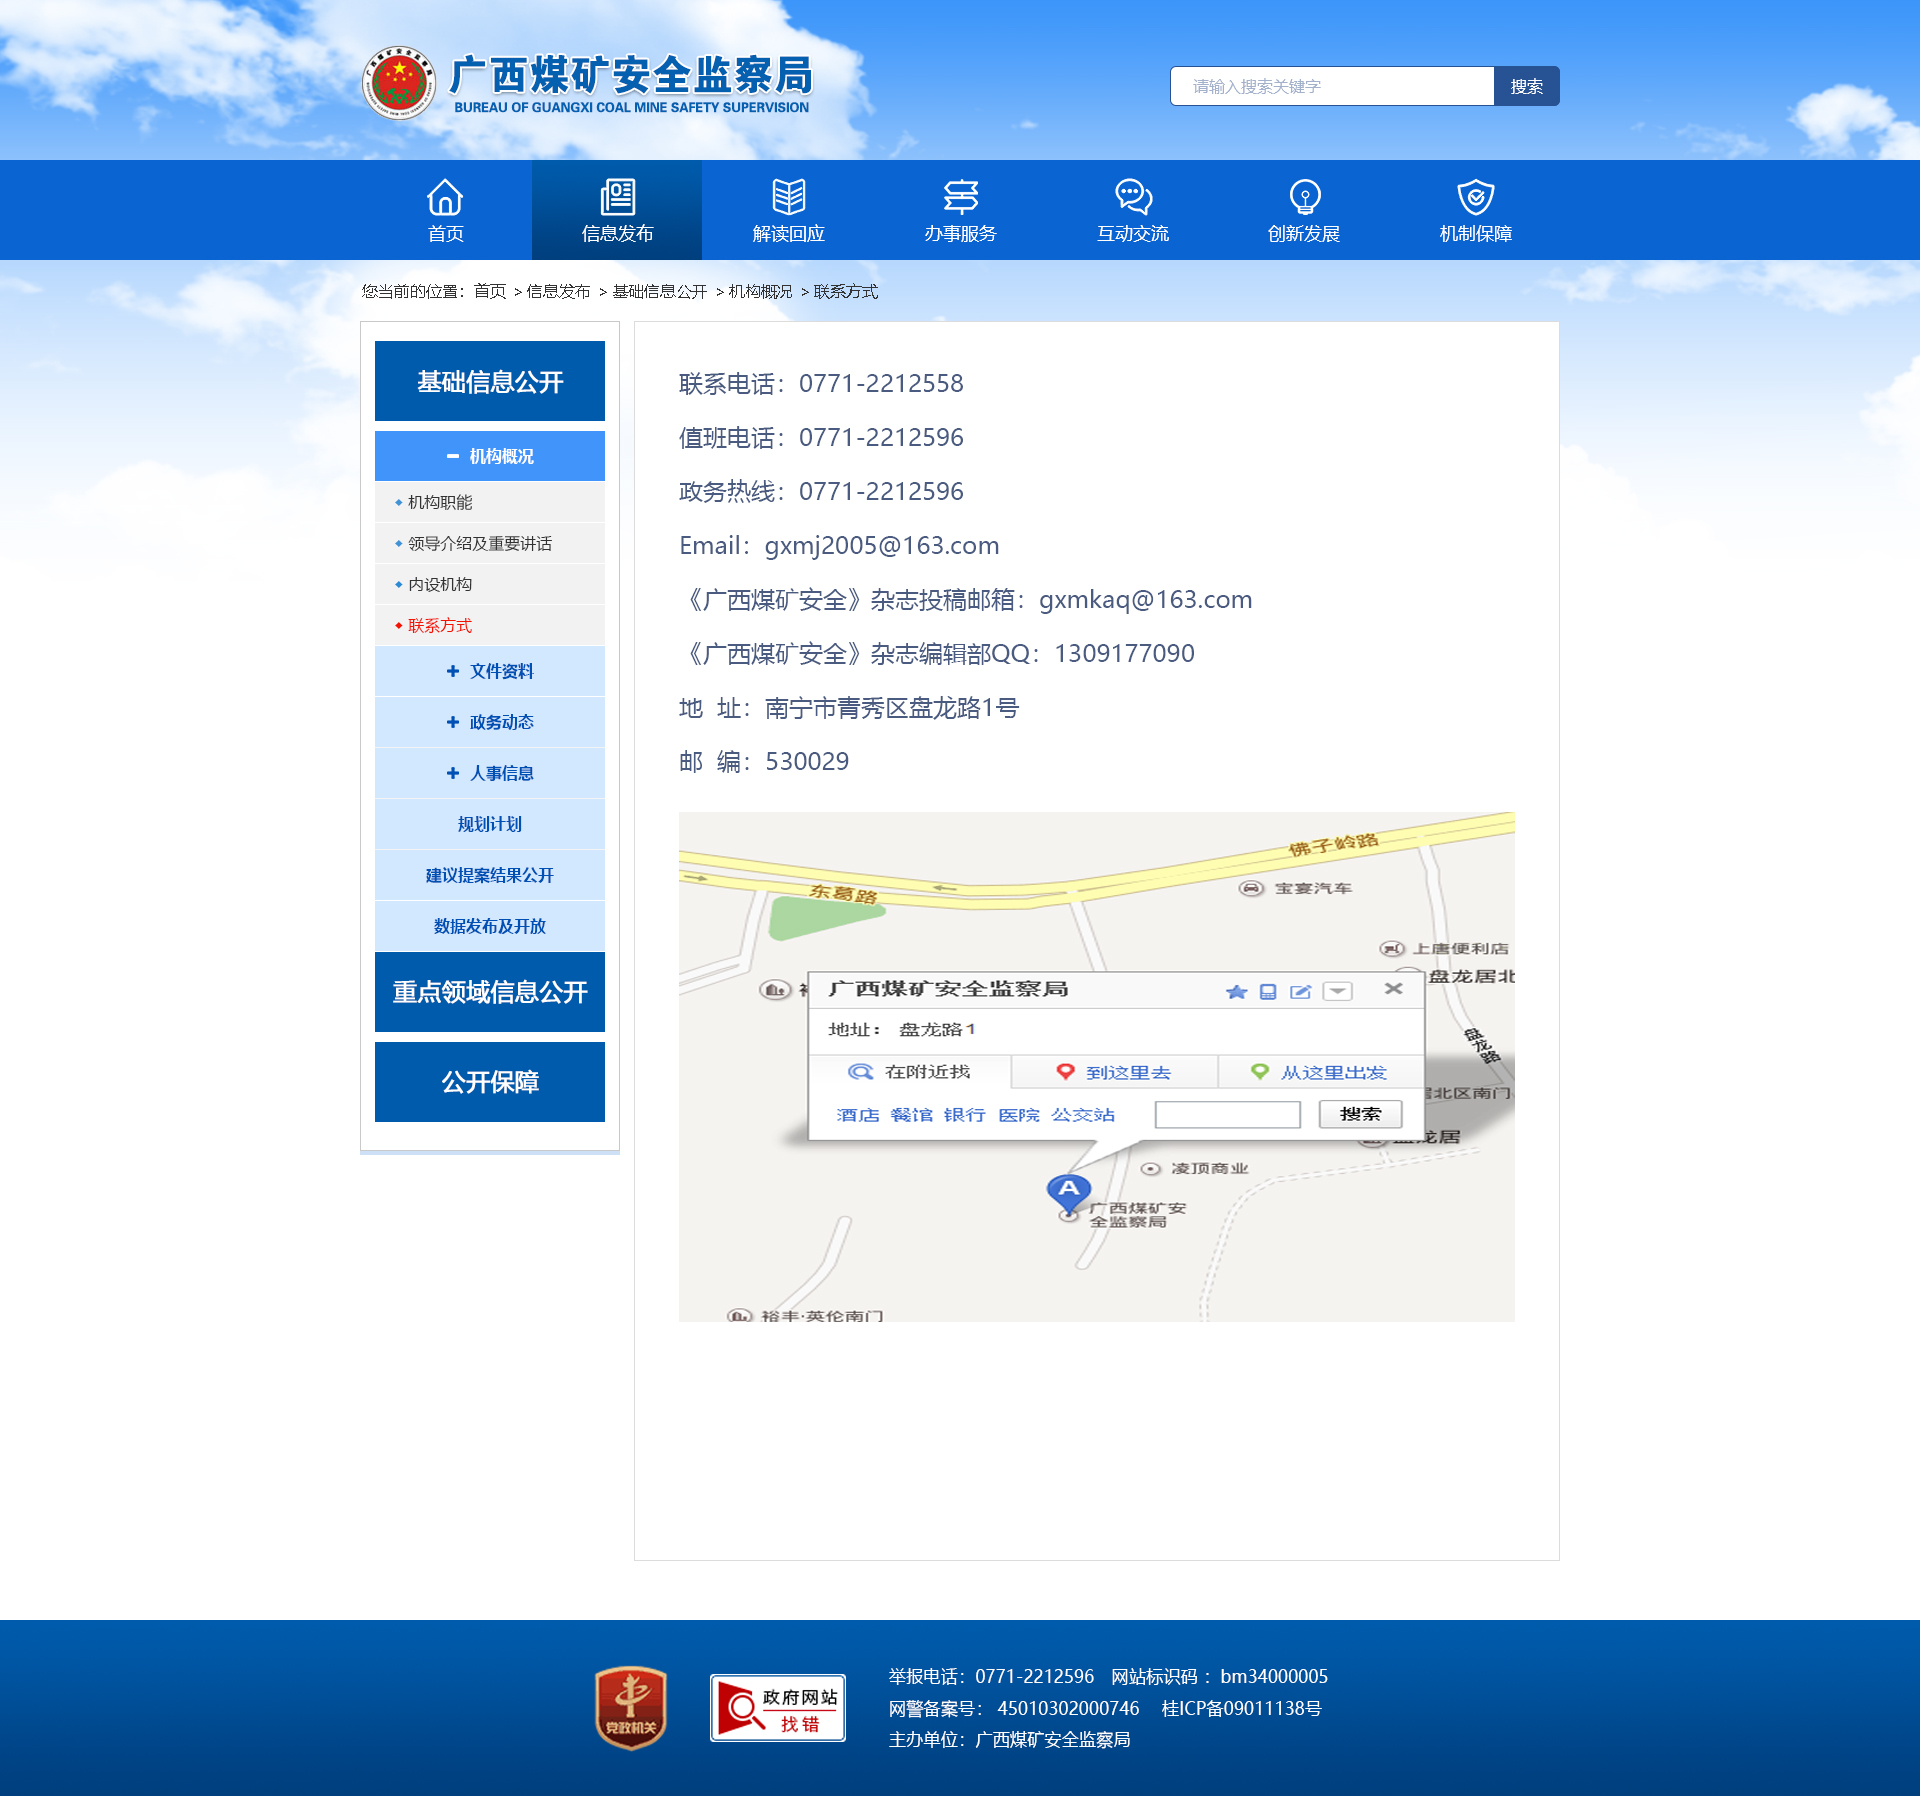 广西煤矿安全监察局
BUREAU OF GUANGXI COAL MINE SAFETY SUPERVISION
请输入搜索关键字 搜索
首页 信息发布 解读回应 办事服务 互动交流 创新发展 机制保障
您当前的位置：首页 > 信息发布 > 基础信息公开 > 机构概况 > 联系方式
基础信息公开
机构概况
机构职能
领导介绍及重要讲话
内设机构
联系方式
文件资料
政务动态
人事信息
规划计划
建议提案结果公开
数据发布及开放
重点领域信息公开
公开保障
联系电话：0771-2212558
值班电话：0771-2212596
政务热线：0771-2212596
Email：gxmj2005@163.com
《广西煤矿安全》杂志投稿邮箱：gxmkaq@163.com
《广西煤矿安全》杂志编辑部QQ：1309177090
地 址：南宁市青秀区盘龙路1号
邮 编：530029
佛子岭路
东葛路
宝宴汽车
上唐便利店
盘龙居北
广西煤矿安全监察局
地址： 盘龙路1
盘龙路
在附近找 到这里去 从这里出发
居北区南门
酒店 餐馆 银行 医院 公交站 搜索
盘龙居
凌顶商业
A
广西煤矿安
全监察局
裕丰·英伦南门
党政机关
政府网站
找错
举报电话：0771-2212596 网站标识码 ：bm34000005
网警备案号： 45010302000746 桂ICP备09011138号
主办单位：广西煤矿安全监察局